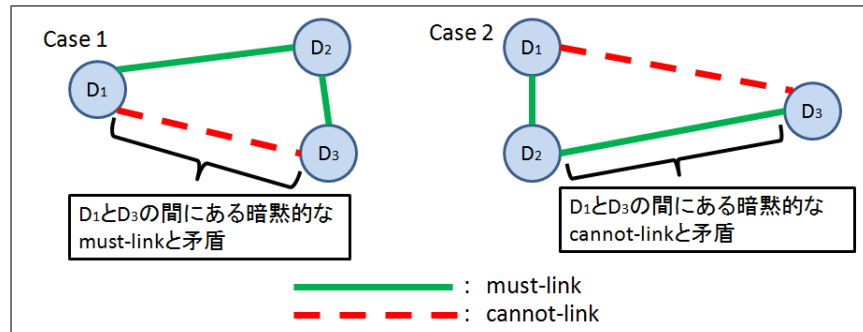 Case 1
D1
D2
D3
D1とD3の間にある暗黙的な
must-linkと矛盾
Case 2
D1
D2
D3
D1とD3の間にある暗黙的な
cannot-linkと矛盾
: must-link
: cannot-link